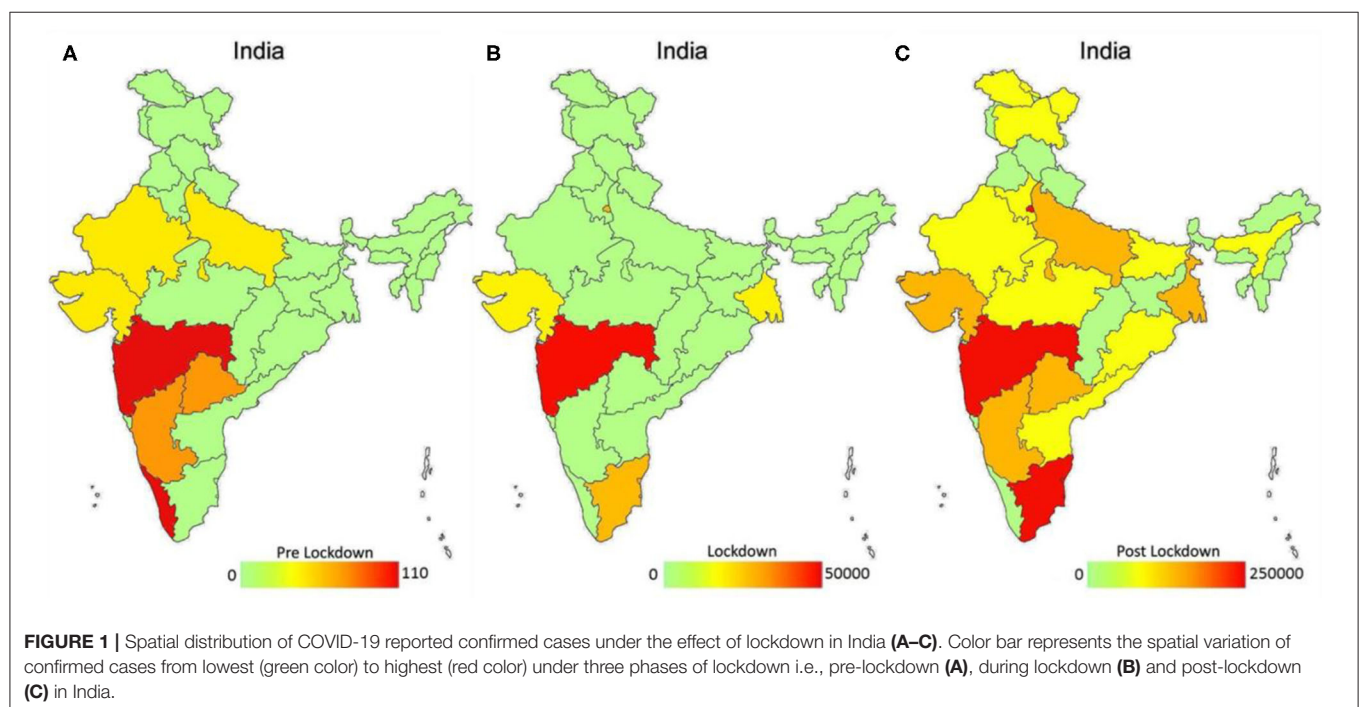 A
India
B
India
C
India
Pre Lockdown
0
110
Lockdown
0
50000
Post Lockdown
0
250000
FIGURE 1 | Spatial distribution of COVID-19 reported confirmed cases under the effect of lockdown in India (A–C). Color bar represents the spatial variation of
confirmed cases from lowest (green color) to highest (red color) under three phases of lockdown i.e., pre-lockdown (A), during lockdown (B) and post-lockdown
(C) in India.